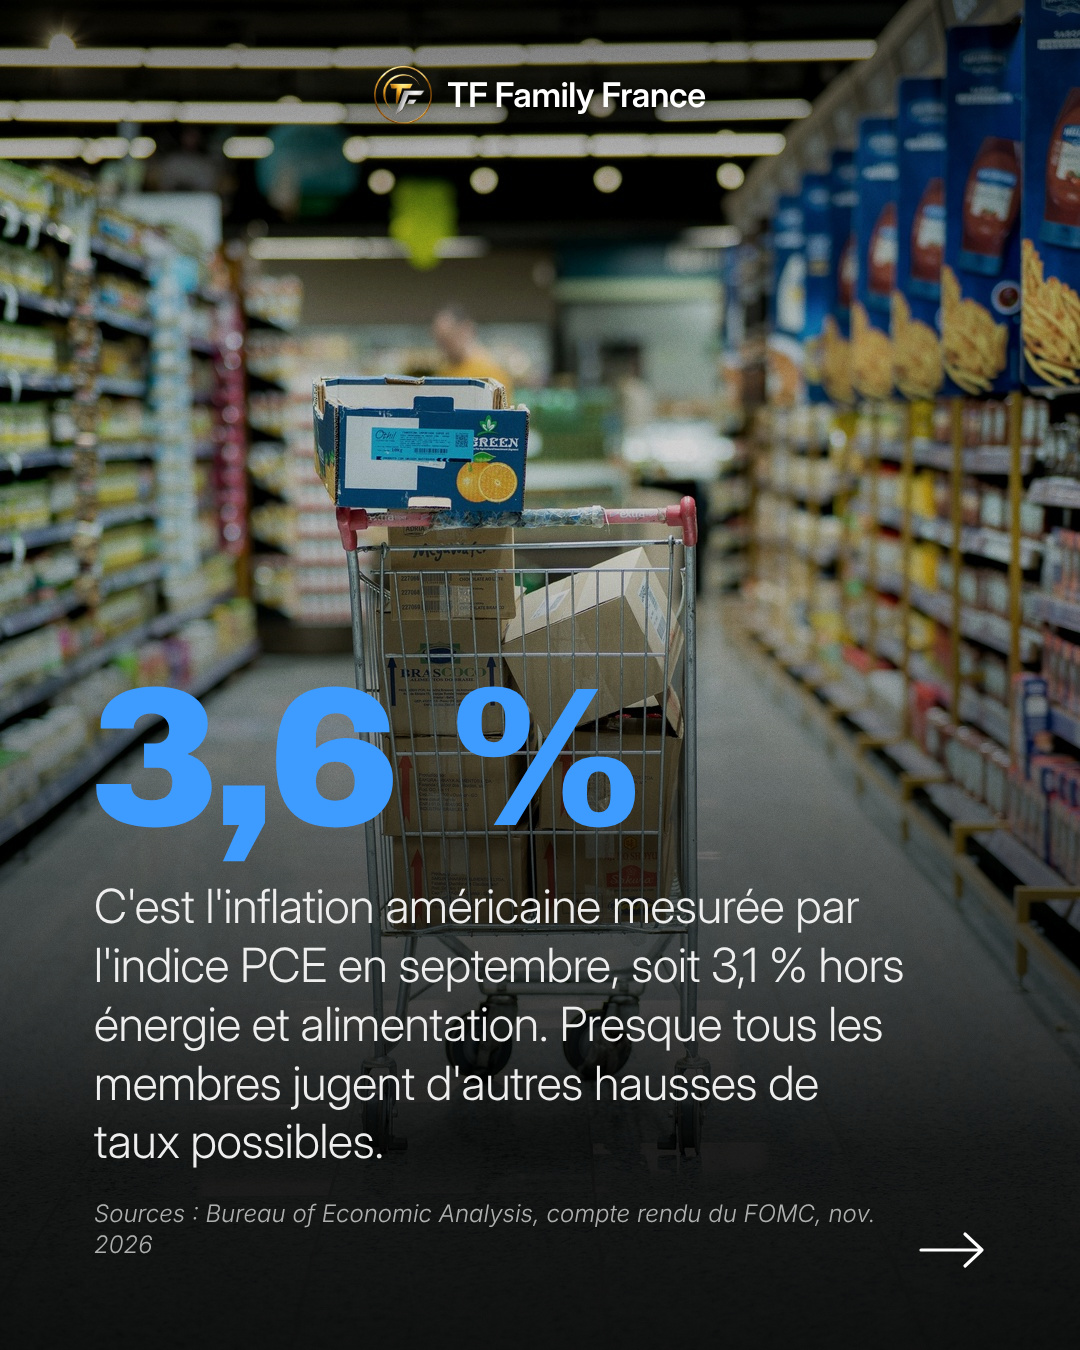 TF Family France
GREEN
BRASCOCO
3,6 %
C'est l'inflation américaine mesurée par
l'indice PCE en septembre, soit 3,1 % hors
énergie et alimentation. Presque tous les
membres jugent d'autres hausses de
taux possibles.
Sources : Bureau of Economic Analysis, compte rendu du FOMC, nov.
2026